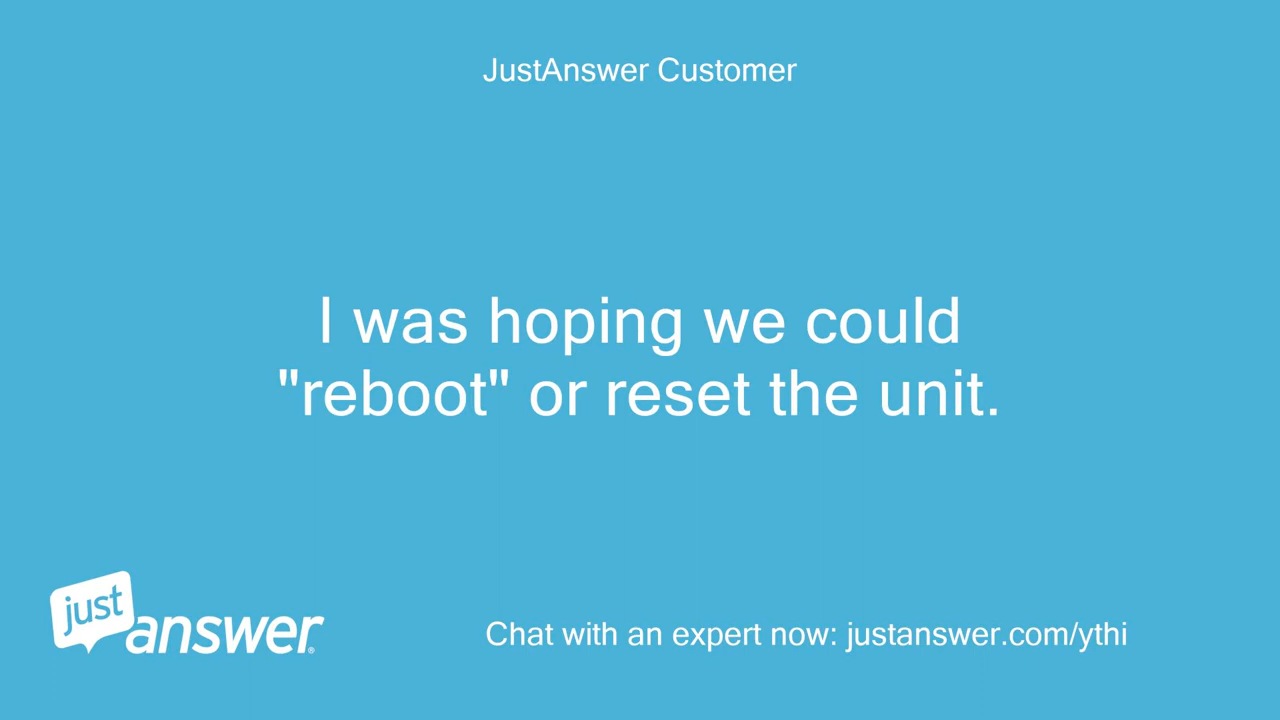 JustAnswer Customer
I was hoping we could
"reboot" or reset the unit.
just
answer®
Chat with an expert now: justanswer.com/ythi